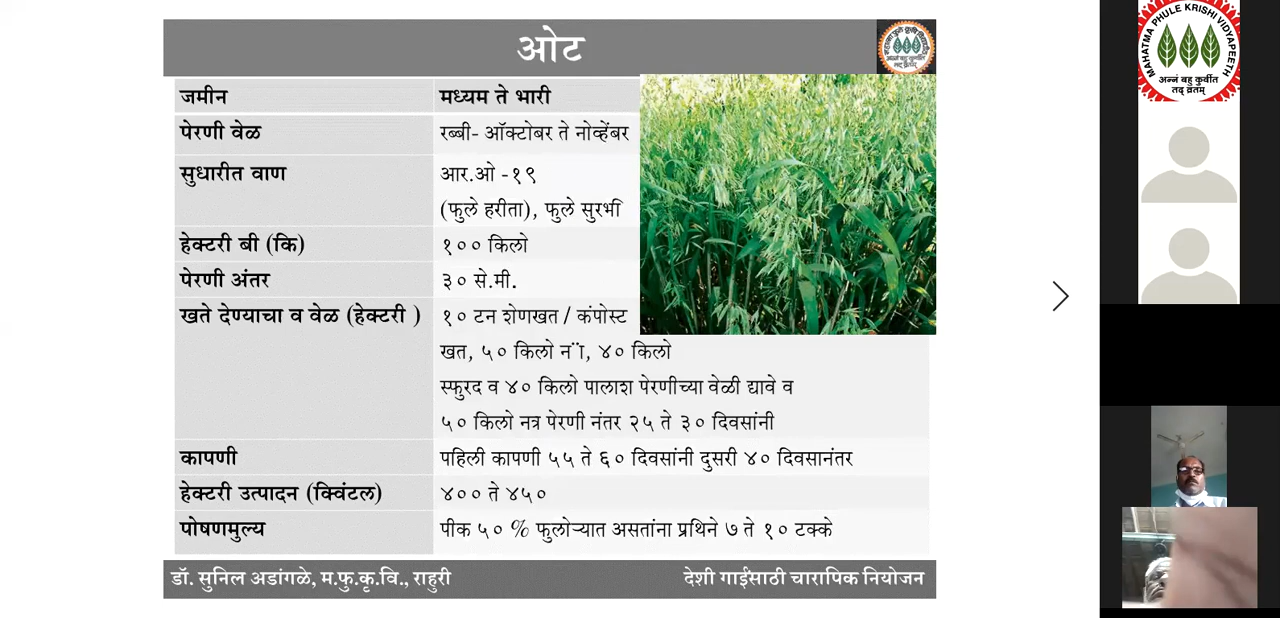 ओट
जमीन
मध्यम ते भारी
पेरणी वेळ
रब्बी- ऑक्टोबर ते नोव्हेंबर
सुधारीत वाण
आर.ओ -१९
(फुले हरीता), फुले सुरभी
हेक्टरी बी (कि)
१०० किलो
पेरणी अंतर
३० से.मी.
खते देण्याचा व वेळ (हेक्टरी )
१० टन शेणखत / कंपोस्ट
खत, ५० किलो न ̈ा, ४० किलो
स्फुरद व ४० किलो पालाश पेरणीच्या वेळी द्यावे व
५० किलो नत्र पेरणी नंतर २५ ते ३० दिवसांनी
कापणी
पहिली कापणी ५५ ते ६० दिवसांनी दुसरी ४० दिवसानंतर
हेक्टरी उत्पादन (क्विंटल)
४०० ते ४५०
पोषणमुल्य
पीक ५० % फुलोऱ्यात असतांना प्रथिने ७ ते १० टक्के
डॉ. सुनिल अडांगळे, म.फु.कृ.वि., राहुरी
देशी गाईसाठी चारापिक नियोजन
MAHATMA PHULE KRISHI VIDYAPEETH
अन्नं बहु कुर्वीत
तद् व्रतम्